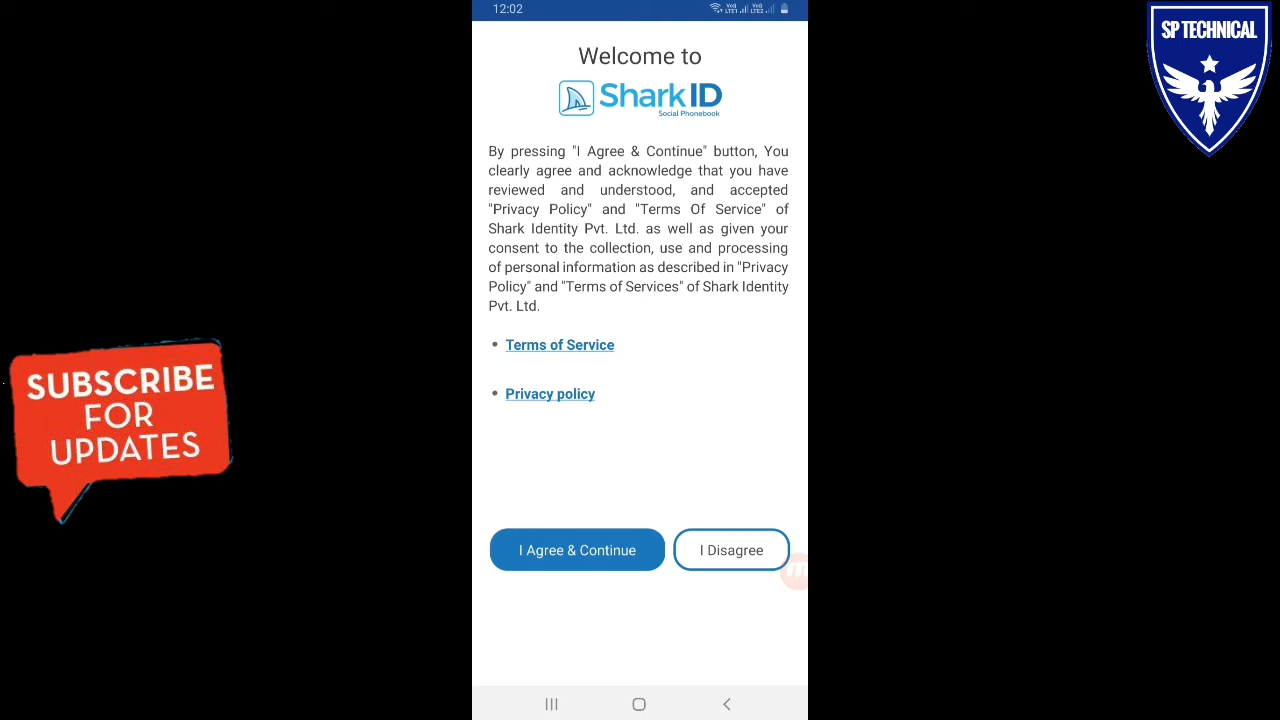 12:02
Vo))
LTE1
Vo))
LTE2
SP TECHNICAL
Welcome to
Shark ID
Social Phonebook
By pressing "I Agree & Continue" button, You
clearly agree and acknowledge that you have
reviewed and understood, and accepted
"Privacy Policy" and "Terms Of Service" of
Shark Identity Pvt. Ltd. as well as given your
consent to the collection, use and processing
of personal information as described in "Privacy
Policy" and "Terms of Services" of Shark Identity
Pvt. Ltd.
Terms of Service
Privacy policy
SUBSCRIBE
FOR
UPDATES
I Agree & Continue
I Disagree